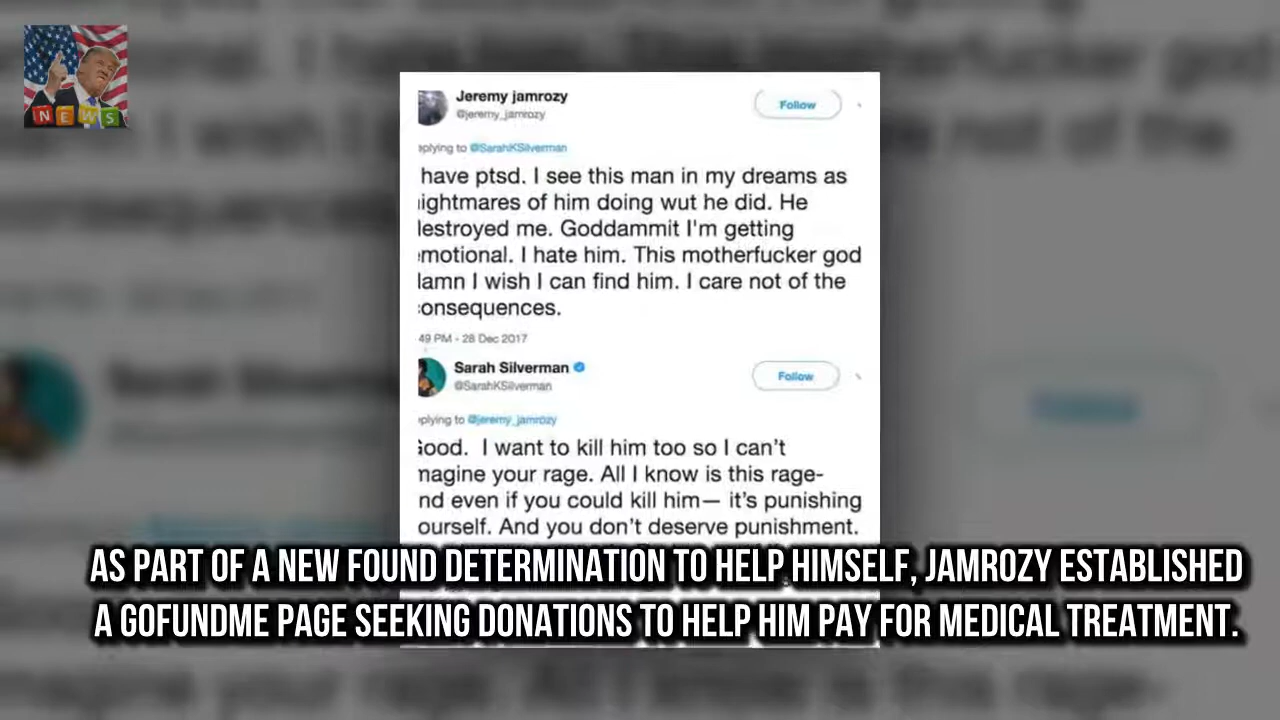 NEWS
Jeremy jamrozy
@jeremy_jamrozy
Follow
plying to @SarahKSilverman
have ptsd. I see this man in my dreams as
ightmares of him doing wut he did. He
lestroyed me. Goddammit I'm getting
motional. I hate him. This motherfucker god
lamn I wish I can find him. I care not of the
onsequences.
49 PM - 28 Dec 2017
Sarah Silverman
@SarahKSilverman
Follow
plying to @jeremy_jamrozy
Good. I want to kill him too so I can't
magine your rage. All I know is this rage-
nd even if you could kill him— it's punishing
ourself. And you don't deserve punishment.
AS PART OF A NEW FOUND DETERMINATION TO HELP HIMSELF, JAMROZY ESTABLISHED
A GOFUNDME PAGE SEEKING DONATIONS TO HELP HIM PAY FOR MEDICAL TREATMENT.